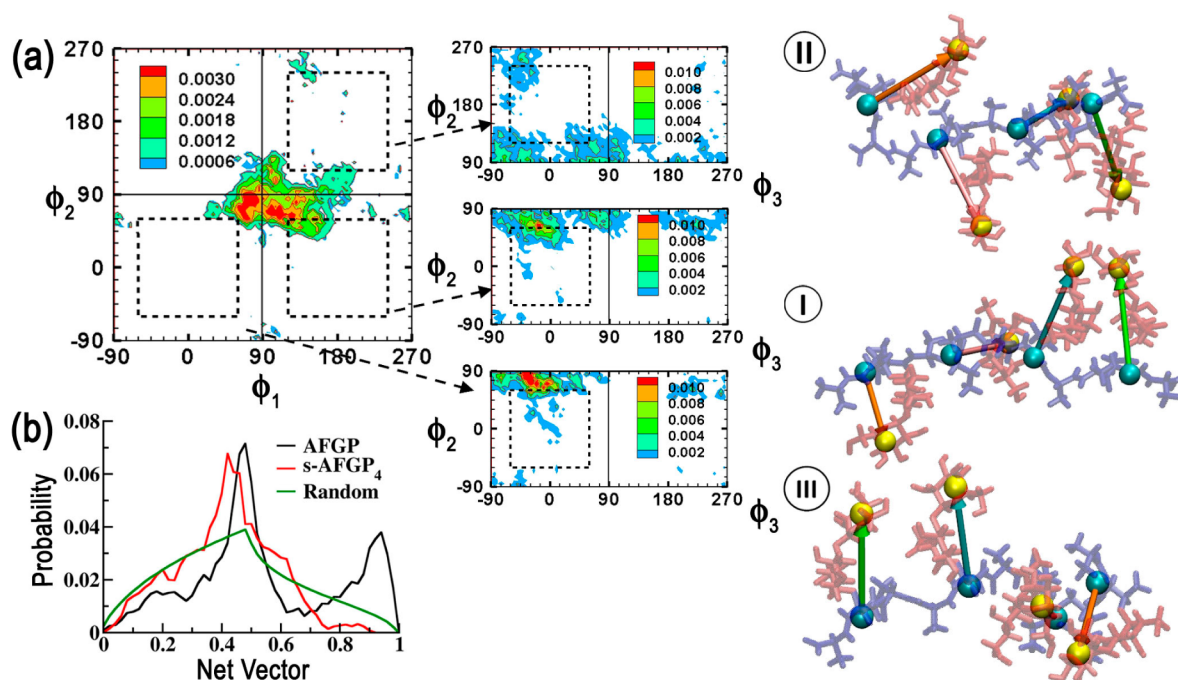 (a)
270
180
ϕ2
90
0
-90
0.0030
0.0024
0.0018
0.0012
0.0006
-90 0 90 180 270
ϕ1
270
ϕ2
180
90
0.010
0.008
0.006
0.004
0.002
-90 0 90 180 270
ϕ3
90
ϕ2
0
-90
0.010
0.008
0.006
0.004
0.002
-90 0 90 180 270
ϕ3
90
ϕ2
0
-90
0.010
0.008
0.006
0.004
0.002
-90 0 90 180 270
ϕ3
II
I
III
(b)
Probability
0.08
0.06
0.04
0.02
0
AFGP
s-AFGP4
Random
0 0.2 0.4 0.6 0.8 1
Net Vector